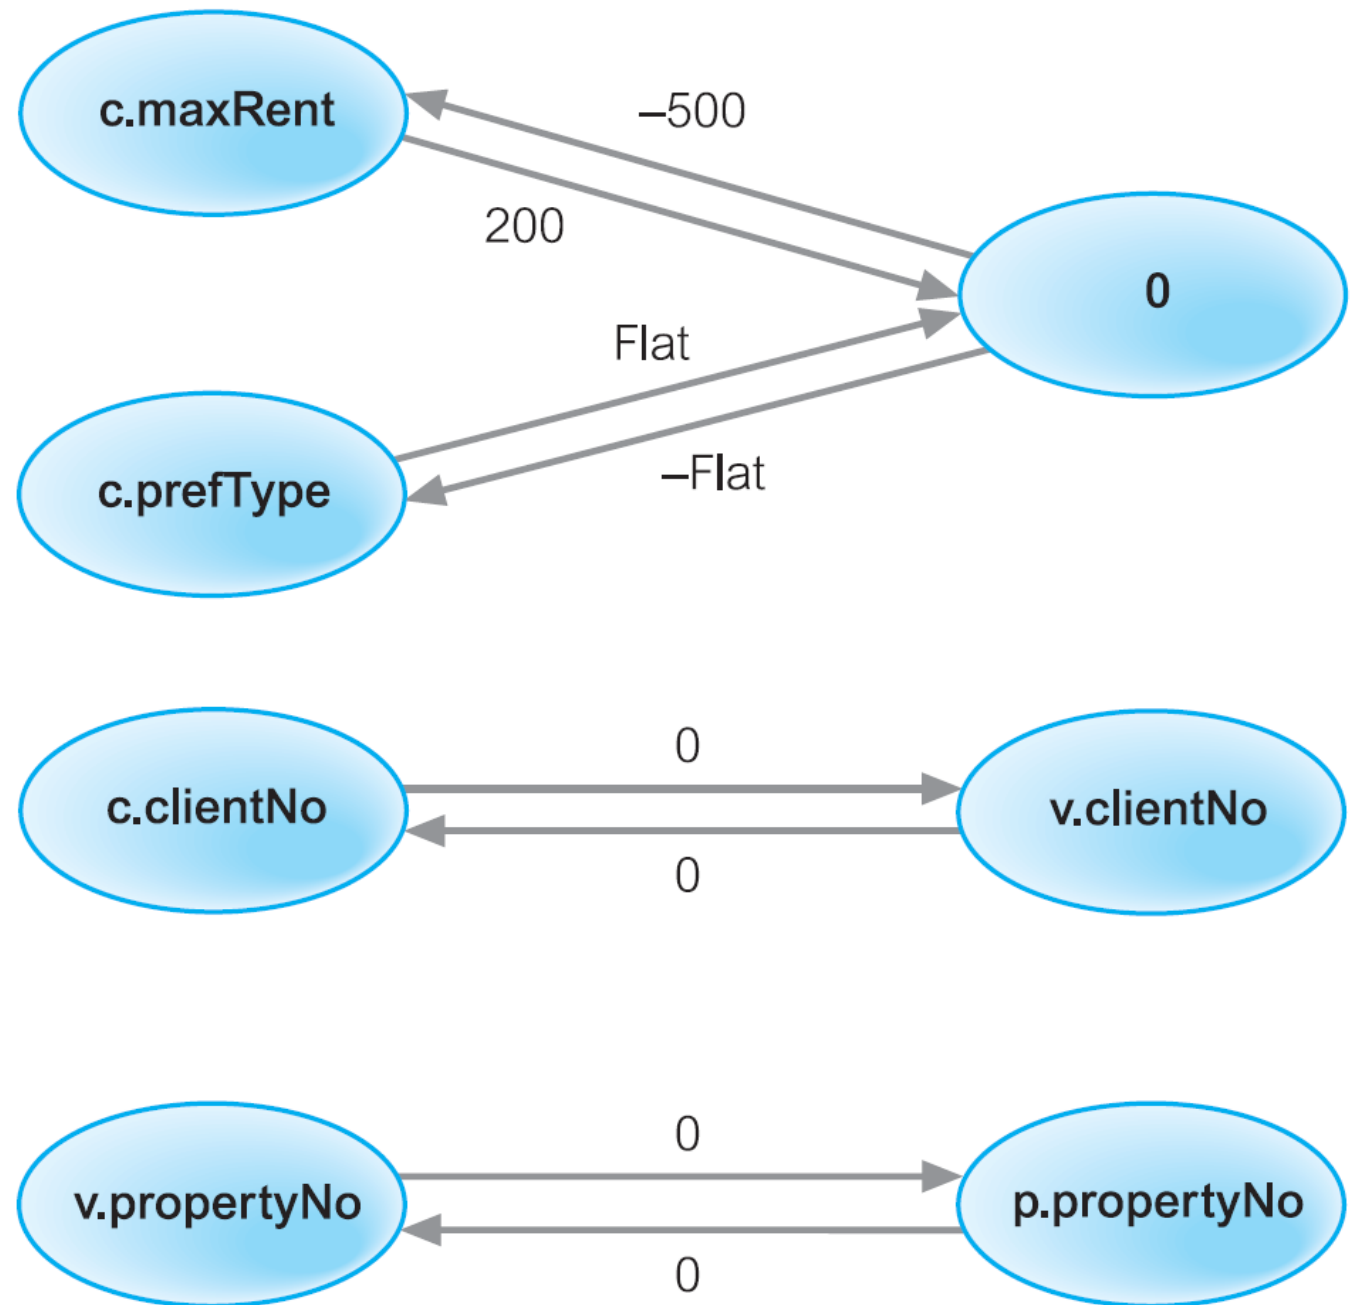 c.maxRent
–500
200
0
Flat
c.prefType
–Flat
0
c.clientNo
v.clientNo
0
0
v.propertyNo
p.propertyNo
0